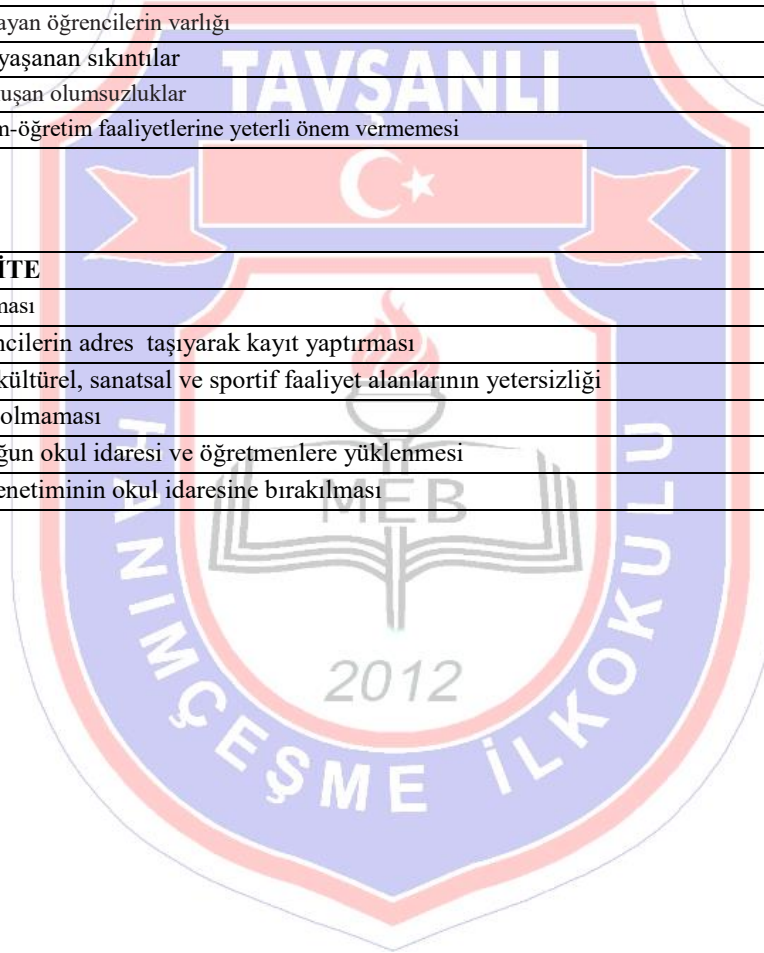 ayan öğrencilerin varlığı
yaşanan sıkıntılar
uşan olumsuzluklar
m-öğretim faaliyetlerine yeterli önem vermemesi
TAVŞANLI
İTE
ması
ncilerin adres taşıyarak kayıt yaptırması
kültürel, sanatsal ve sportif faaliyet alanlarının yetersizliği
olmaması
ğun okul idaresi ve öğretmenlere yüklenmesi
enetiminin okul idaresine bırakılması
MEB
2012
HANIMÇEŞME İLKOKULU